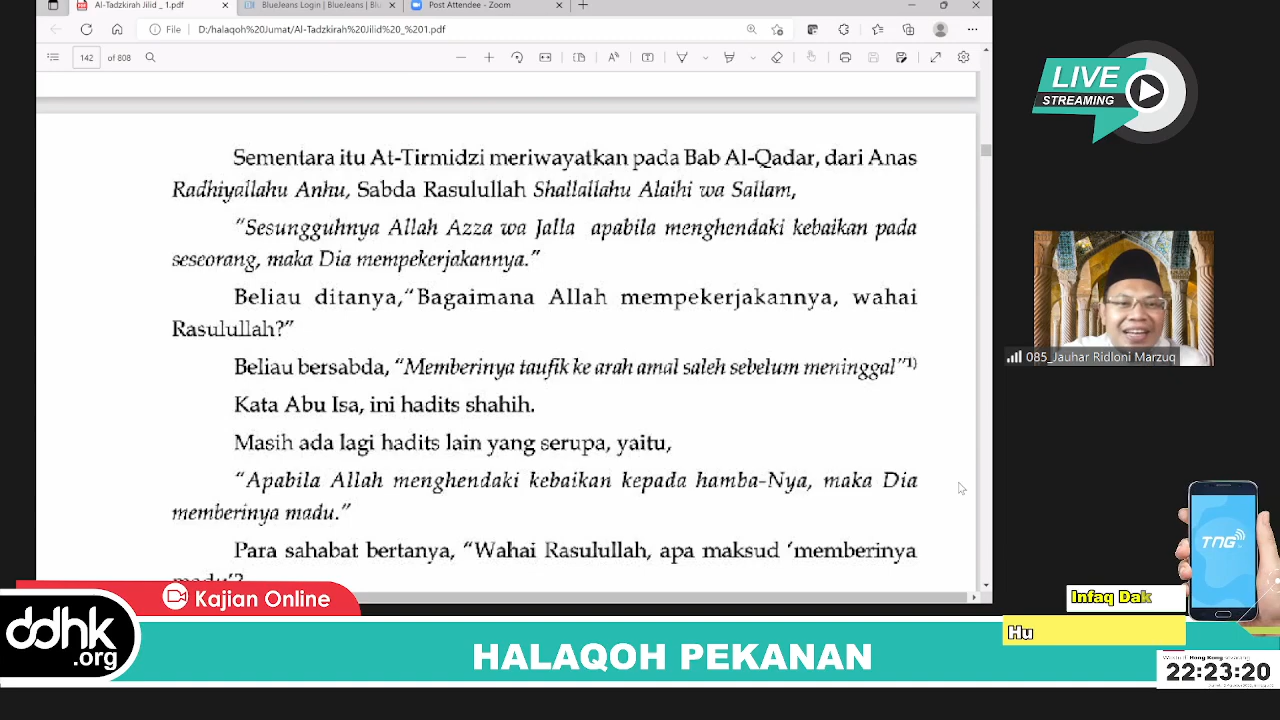 Al-Tadzkirah Jilid _ 1.pdf
BlueJeans Login | BlueJeans | Blu
Post Attendee - Zoom
File
D:/halaqoh%20Jumat/Al-Tadzkirah%20Jilid%20_%201.pdf
142 of 808
Sementara itu At-Tirmidzi meriwayatkan pada Bab Al-Qadar, dari Anas
Radhiyallahu Anhu, Sabda Rasulullah Shallallahu Alaihi wa Sallam,
"Sesungguhnya Allah Azza wa Jalla apabila menghendaki kebaikan pada
seseorang, maka Dia mempekerjakannya."
Beliau ditanya,"Bagaimana Allah mempekerjakannya, wahai
Rasulullah?"
Beliau bersabda, "Memberinya taufik ke arah amal saleh sebelum meninggal"1)
Kata Abu Isa, ini hadits shahih.
Masih ada lagi hadits lain yang serupa, yaitu,
"Apabila Allah menghendaki kebaikan kepada hamba-Nya, maka Dia
memberinya madu."
Para sahabat bertanya, "Wahai Rasulullah, apa maksud 'memberinya
madu'?
LIVE
STREAMING
085_Jauhar Ridloni Marzuq
TNG
Infaq Dak
Hu
Kajian Online
ddhk
.org
HALAQOH PEKANAN
22:23:20